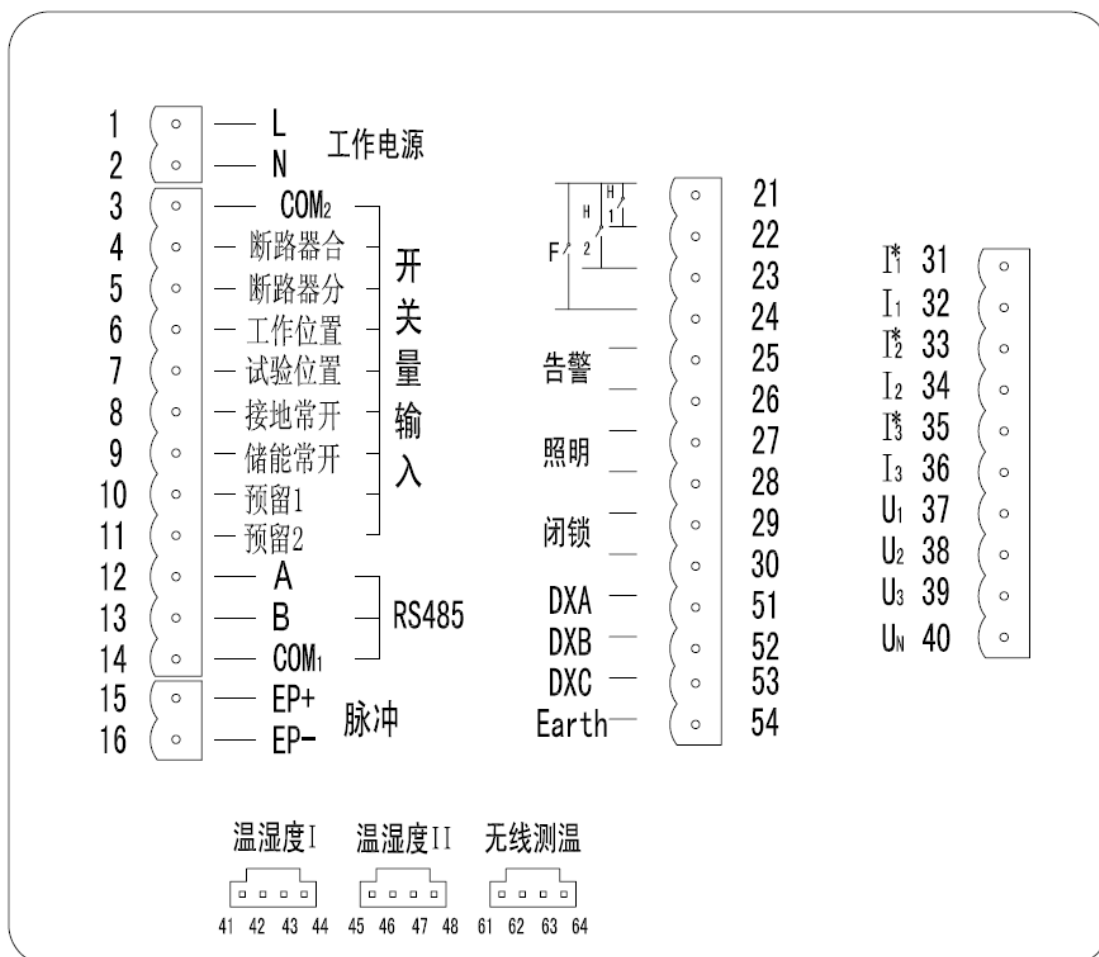 1 L
工作电源
2 N
3 COM2
4 断路器合
5 断路器分
6 工作位置
7 试验位置
8 接地常开
9 储能常开
10 预留1
11 预留2
开关量输入
12 A
13 B
14 COM1
RS485
15 EP+
16 EP-
脉冲
H
1
H
2
F
21
22
23
24
告警
25
26
照明
27
28
闭锁
29
30
DXA 51
DXB 52
DXC 53
Earth 54
I*1 31
I1 32
I*2 33
I2 34
I*3 35
I3 36
U1 37
U2 38
U3 39
UN 40
温湿度I 温湿度II 无线测温
41 42 43 44 45 46 47 48 61 62 63 64